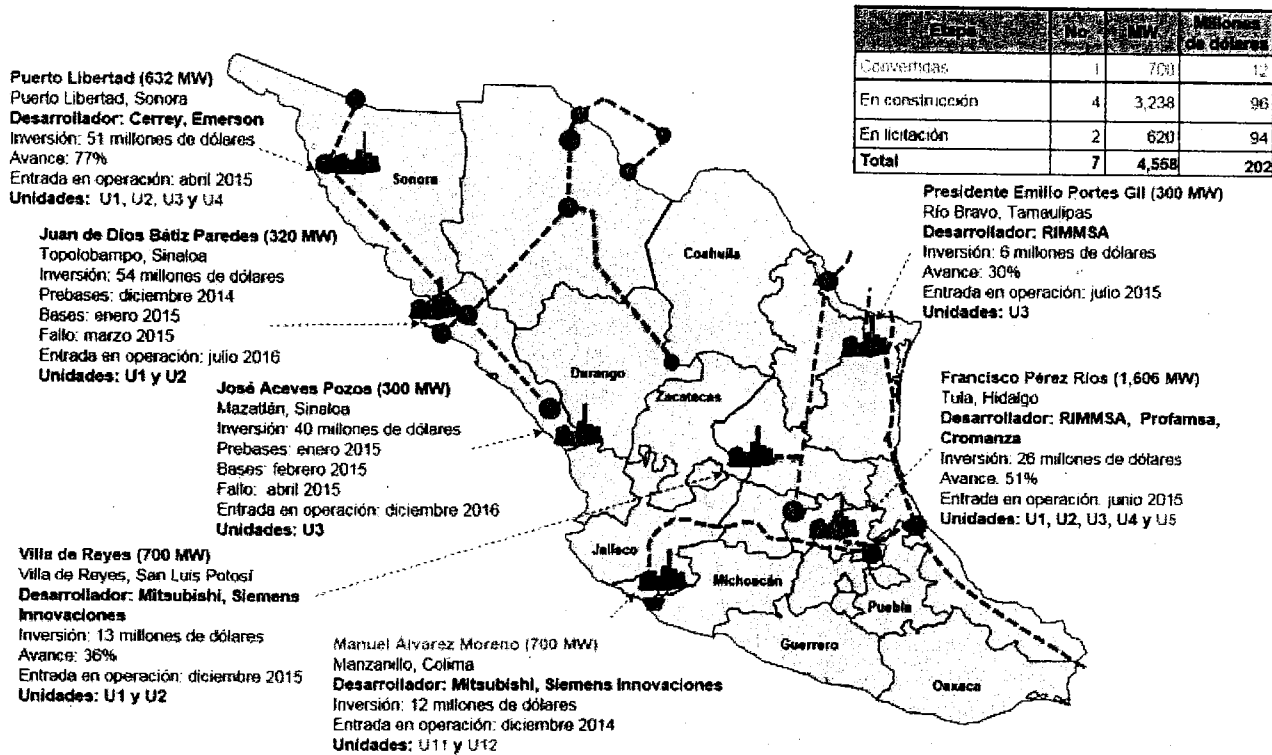 Etapa No. MW Millones de dólares
Convertidas 1 700 12
En construcción 4 3,238 96
En licitación 2 620 94
Total 7 4,558 202
Puerto Libertad (632 MW)
Puerto Libertad, Sonora
Desarrollador: Cerrey, Emerson
Inversión: 51 millones de dólares
Avance: 77%
Entrada en operación: abril 2015
Unidades: U1, U2, U3 y U4
Juan de Dios Bátiz Paredes (320 MW)
Topolobampo, Sinaloa
Inversión: 54 millones de dólares
Prebases: diciembre 2014
Bases: enero 2015
Fallo: marzo 2015
Entrada en operación: julio 2016
Unidades: U1 y U2
José Aceves Pozos (300 MW)
Mazatlán, Sinaloa
Inversión: 40 millones de dólares
Prebases: enero 2015
Bases: febrero 2015
Fallo: abril 2015
Entrada en operación: diciembre 2016
Unidades: U3
Villa de Reyes (700 MW)
Villa de Reyes, San Luis Potosí
Desarrollador: Mitsubishi, Siemens
Innovaciones
Inversión: 13 millones de dólares
Avance: 36%
Entrada en operación: diciembre 2015
Unidades: U1 y U2
Manuel Álvarez Moreno (700 MW)
Manzanillo, Colima
Desarrollador: Mitsubishi, Siemens Innovaciones
Inversión: 12 millones de dólares
Entrada en operación: diciembre 2014
Unidades: U11 y U12
Presidente Emilio Portes Gil (300 MW)
Río Bravo, Tamaulipas
Desarrollador: RIMMSA
Inversión: 6 millones de dólares
Avance: 30%
Entrada en operación: julio 2015
Unidades: U3
Francisco Pérez Ríos (1,606 MW)
Tula, Hidalgo
Desarrollador: RIMMSA, Profamsa,
Cromanza
Inversión: 26 millones de dólares
Avance. 51%
Entrada en operación. junio 2015
Unidades: U1, U2, U3, U4 y U5
Sonora
Coahuila
Durango
Zacatecas
Jalisco
Michoacán
Puebla
Guerrero
Oaxaca